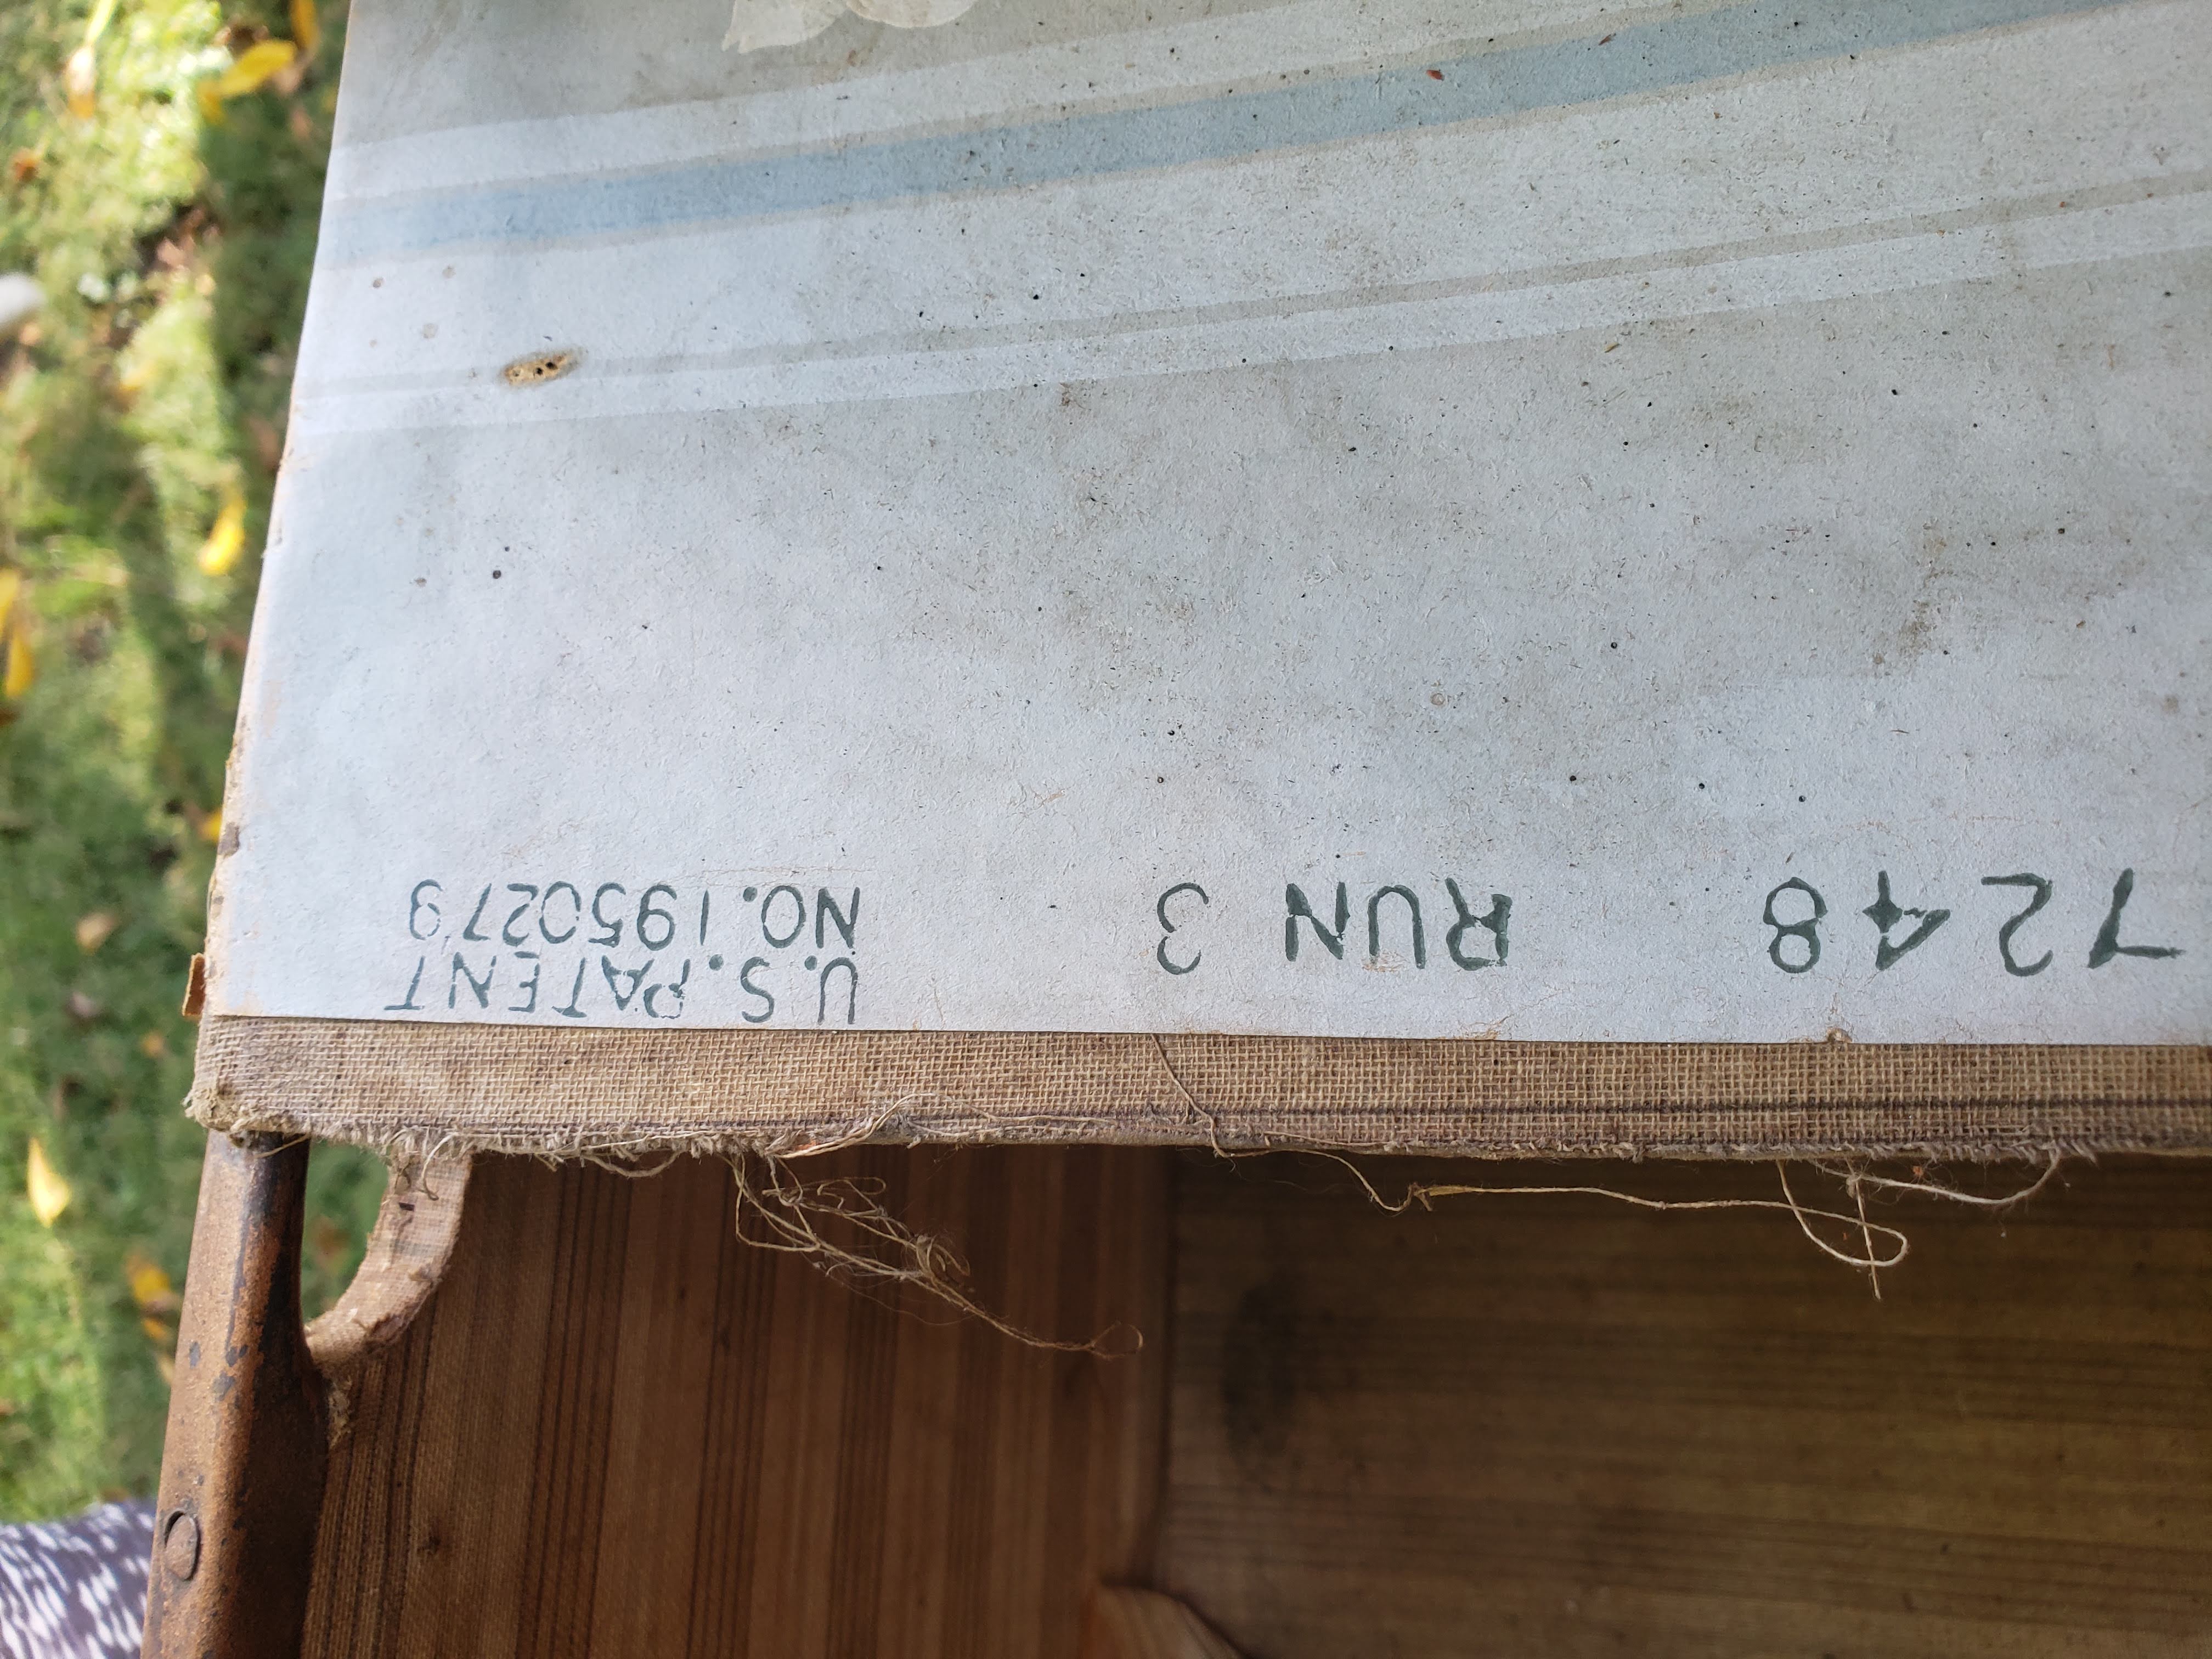 7248 RUN 3
U.S. PATENT
NO. 1950279